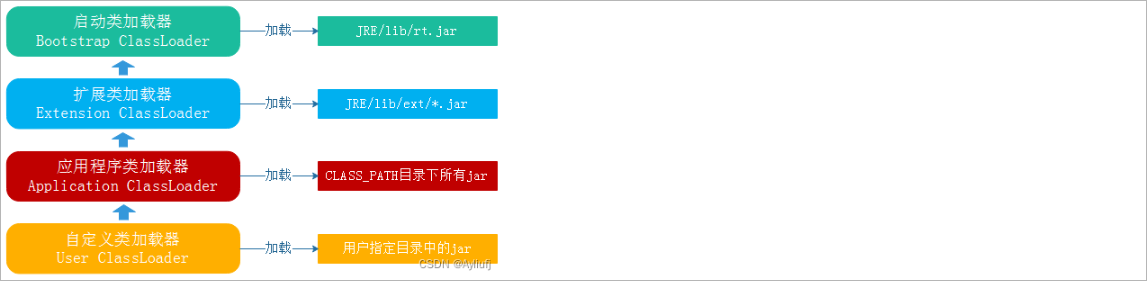 启动类加载器
Bootstrap ClassLoader
加载
JRE/lib/rt.jar
扩展类加载器
Extension ClassLoader
加载
JRE/lib/ext/*.jar
应用程序类加载器
Application ClassLoader
加载
CLASS_PATH目录下所有jar
自定义类加载器
User ClassLoader
加载
用户指定目录中的jar
CSDN @Ayliufj